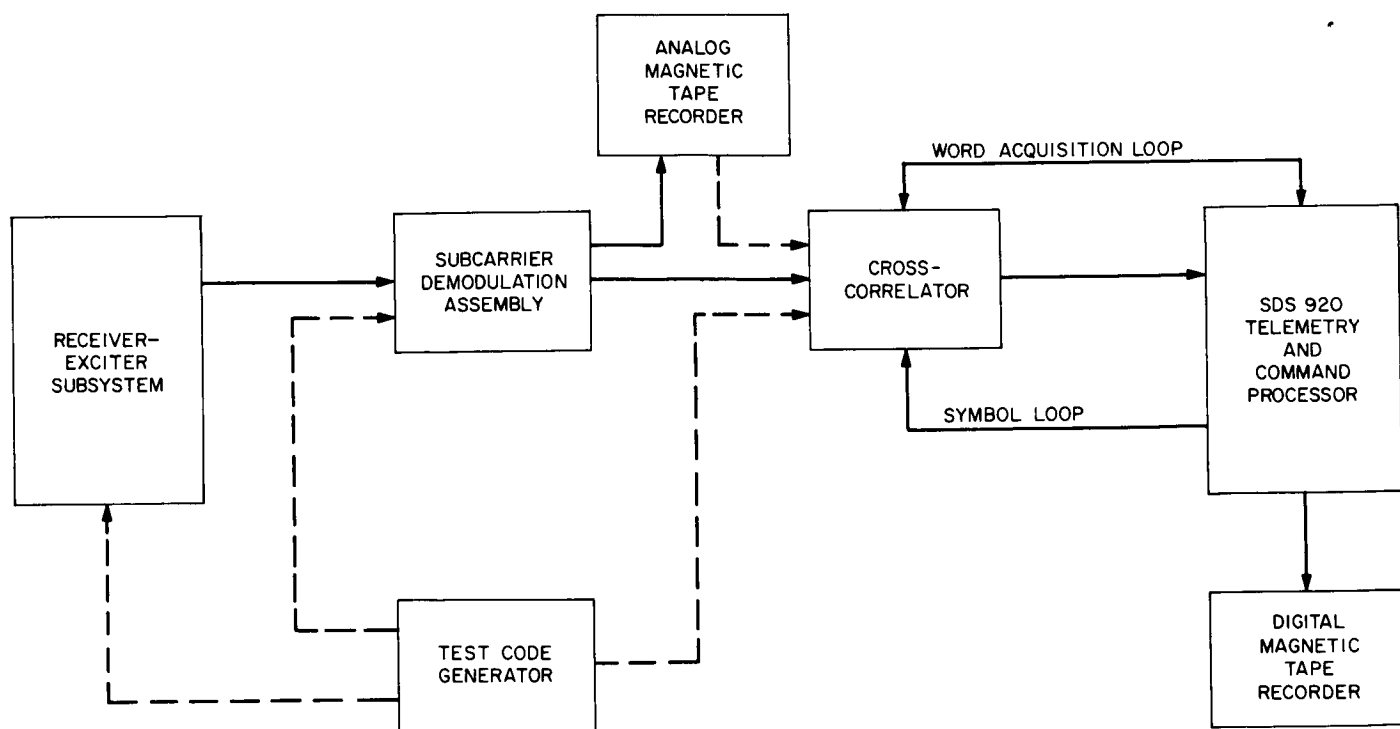 ANALOG
MAGNETIC
TAPE
RECORDER
WORD ACQUISITION LOOP
RECEIVER-
EXCITER
SUBSYSTEM
SUBCARRIER
DEMODULATION
ASSEMBLY
CROSS-
CORRELATOR
SDS 920
TELEMETRY
AND
COMMAND
PROCESSOR
SYMBOL LOOP
TEST CODE
GENERATOR
DIGITAL
MAGNETIC
TAPE
RECORDER